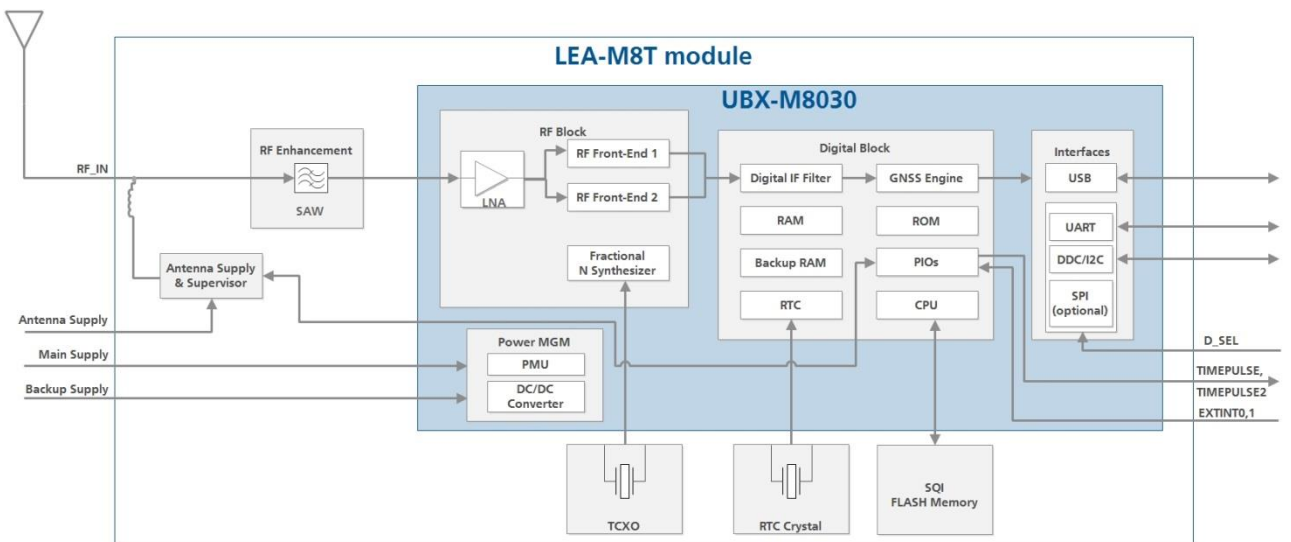 LEA-M8T module
UBX-M8030
RF_IN
RF Enhancement
SAW
RF Block
LNA
RF Front-End 1
RF Front-End 2
Fractional
N Synthesizer
Digital Block
Digital IF Filter
GNSS Engine
RAM
ROM
Backup RAM
PIOs
RTC
CPU
Interfaces
USB
UART
DDC/I2C
SPI
(optional)
Antenna Supply
& Supervisor
Antenna Supply
Main Supply
Backup Supply
Power MGM
PMU
DC/DC
Converter
D_SEL
TIMEPULSE,
TIMEPULSE2
EXTINT0,1
TCXO
RTC Crystal
SQI
FLASH Memory